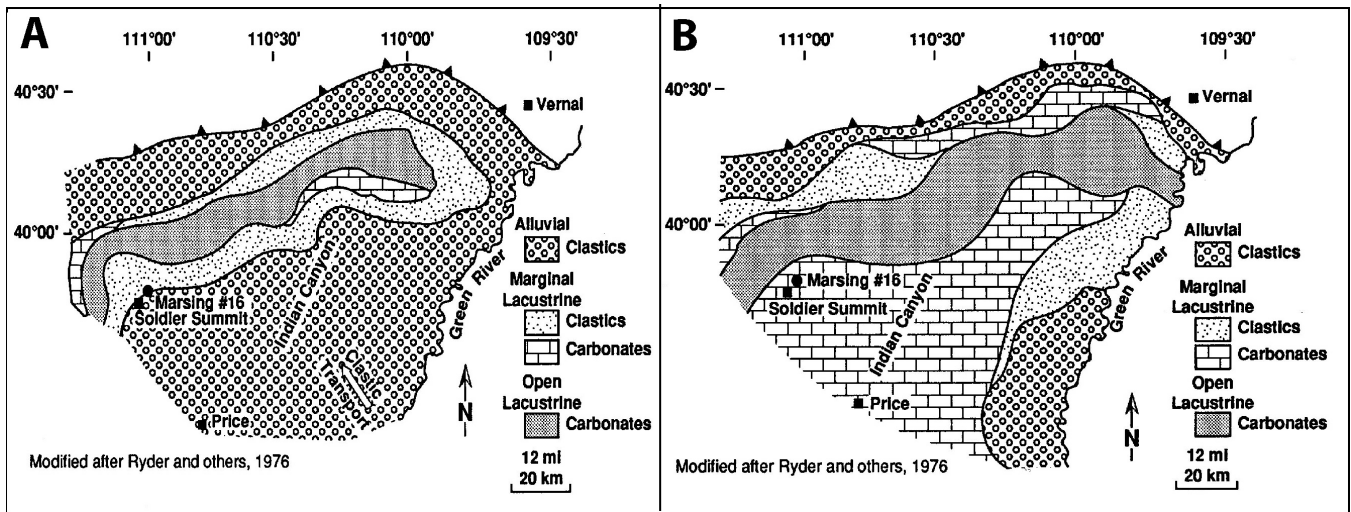 A
111°00' 110°30' 110°00' 109°30'
40°30'
Vernal
40°00'
Marsing #16
Soldier Summit
Indian Canyon
Green River
Clastic
Transport
Price
N
Alluvial
Clastics
Marginal
Lacustrine
Clastics
Carbonates
Open
Lacustrine
Carbonates
12 mi
20 km
Modified after Ryder and others, 1976
B
111°00' 110°30' 110°00' 109°30'
40°30'
Vernal
40°00'
Marsing #16
Soldier Summit
Indian Canyon
Green River
Price
N
Alluvial
Clastics
Marginal
Lacustrine
Clastics
Carbonates
Open
Lacustrine
Carbonates
12 mi
20 km
Modified after Ryder and others, 1976